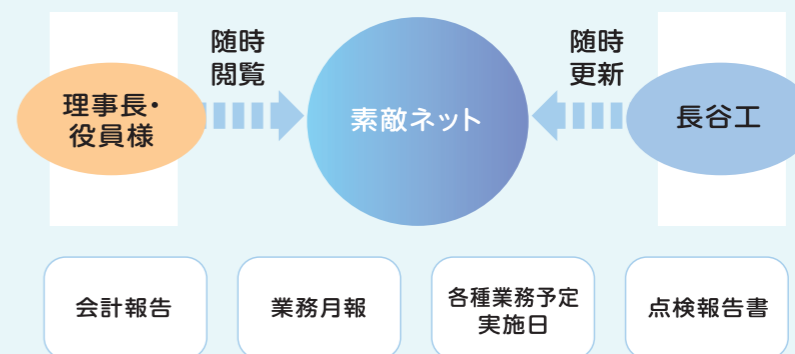 随時
閲覧
随時
更新
理事長・
役員様
素敵ネット
長谷工
会計報告
業務月報
各種業務予定
実施日
点検報告書